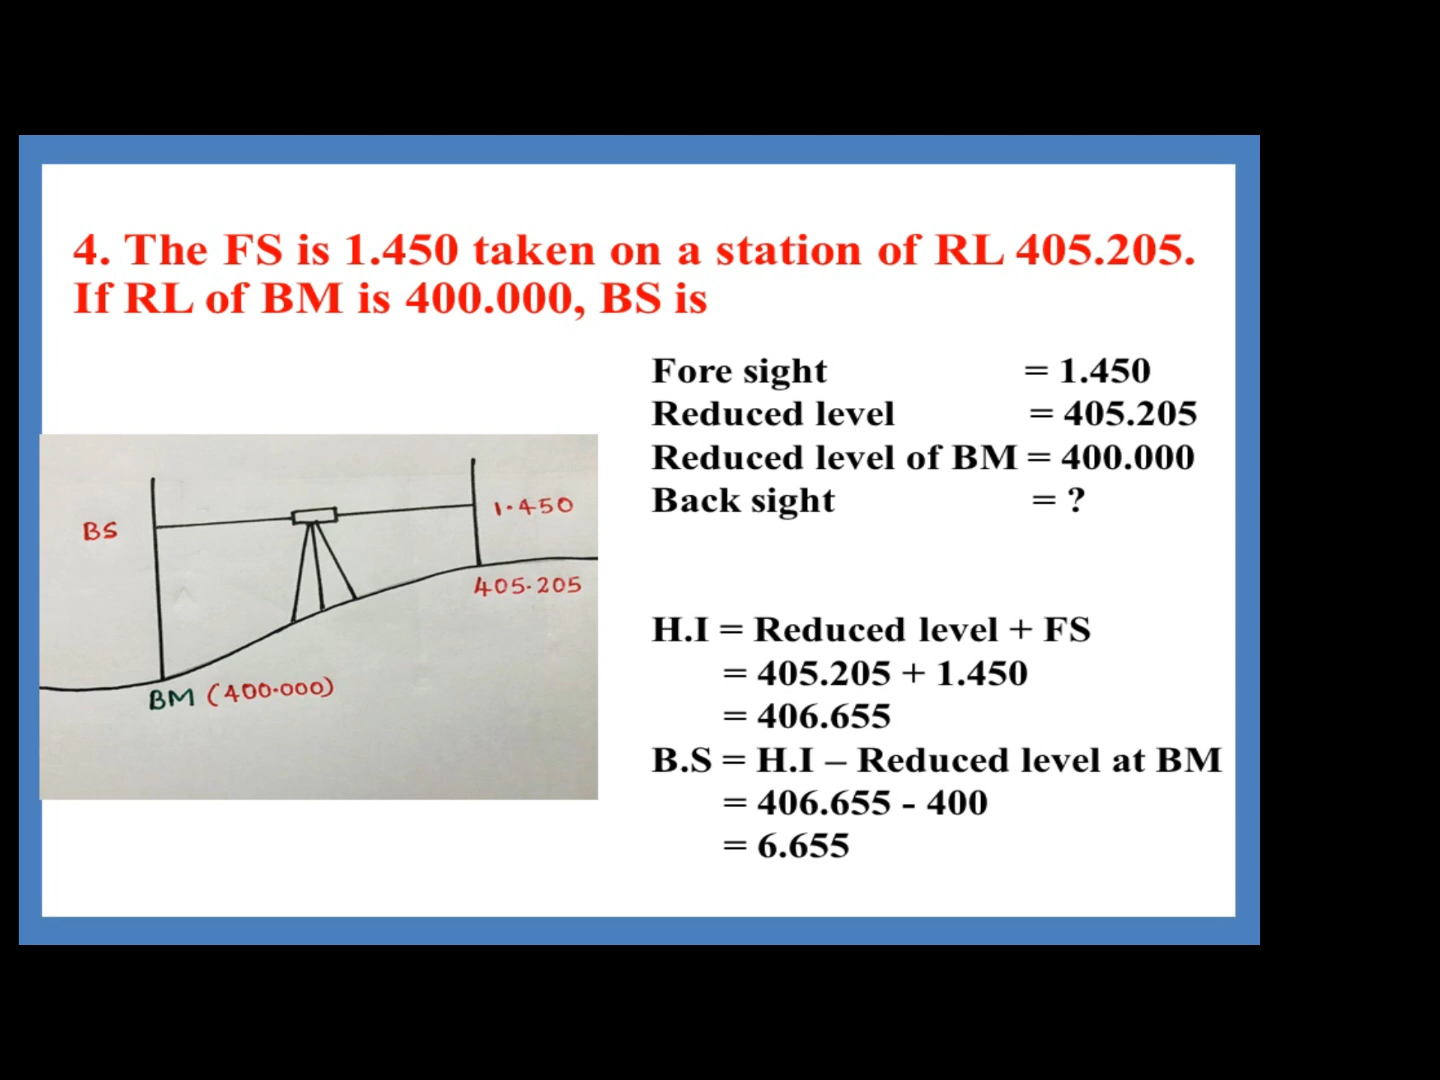 4. The FS is 1.450 taken on a station of RL 405.205.
If RL of BM is 400.000, BS is
Fore sight = 1.450
Reduced level = 405.205
Reduced level of BM = 400.000
Back sight = ?
BS
1.450
405.205
BM (400.000)
H.I = Reduced level + FS
= 405.205 + 1.450
= 406.655
B.S = H.I – Reduced level at BM
= 406.655 - 400
= 6.655